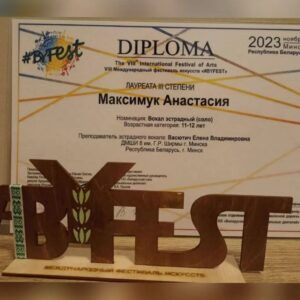 #BYFest
DIPLOMA
2023 ноябрь
Минск
Республика Беларусь
The VIII International Festival of Arts
VIII Международный фестиваль искусств «#BYFEST»
ЛАУРЕАТА III СТЕПЕНИ
Максимук Анастасия
Номинация: Вокал эстрадный (соло)
Возрастная категория: 11-12 лет
Преподаватель эстрадного вокала: Васютич Елена Владимировна
ДМШИ 8 им. Г.Р. Ширмы г. Минска
Республика Беларусь, г. Минск
#BYFEST
МЕЖДУНАРОДНЫЙ ФЕСТИВАЛЬ ИСКУССТВ